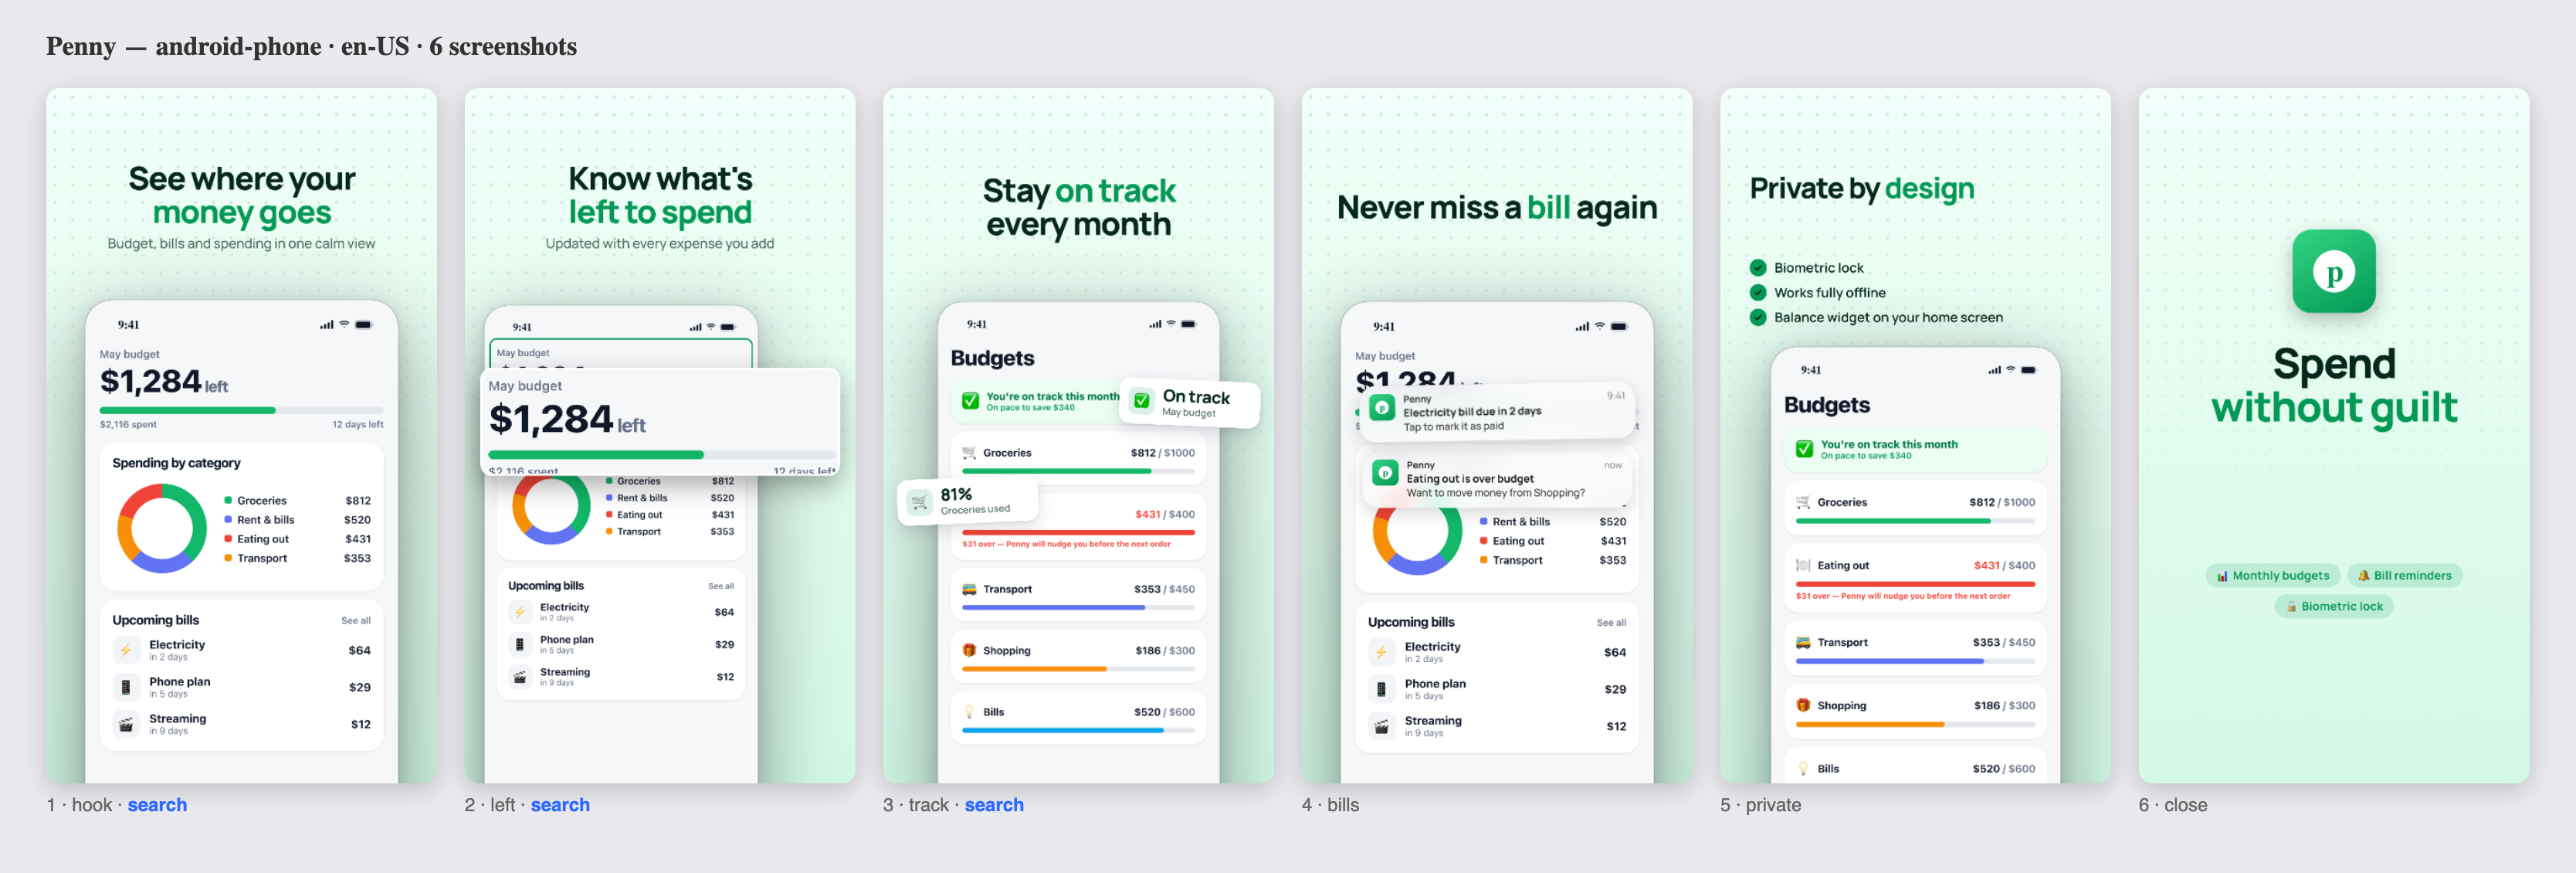 Penny — android-phone · en-US · 6 screenshots
See where your
money goes
Budget, bills and spending in one calm view
9:41
May budget
$1,284 left
$2,116 spent
12 days left
Spending by category
Groceries $812
Rent & bills $520
Eating out $431
Transport $353
Upcoming bills See all
Electricity
in 2 days
$64
Phone plan
in 5 days
$29
Streaming
in 9 days
$12
1 · hook · search
Know what's
left to spend
Updated with every expense you add
9:41
May budget
May budget
$1,284 left
$2,116 spent
12 days left
Groceries $812
Rent & bills $520
Eating out $431
Transport $353
Upcoming bills See all
Electricity
in 2 days
$64
Phone plan
in 5 days
$29
Streaming
in 9 days
$12
2 · left · search
Stay on track
every month
9:41
Budgets
You're on track this month
On pace to save $340
On track
May budget
Groceries $812 / $1000
81%
Groceries used
$431 / $400
$31 over — Penny will nudge you before the next order
Transport $353 / $450
Shopping $186 / $300
Bills $520 / $600
3 · track · search
Never miss a bill again
9:41
May budget
$1,284
Penny 9:41
Electricity bill due in 2 days
Tap to mark it as paid
Penny now
Eating out is over budget
Want to move money from Shopping?
Rent & bills $520
Eating out $431
Transport $353
Upcoming bills See all
Electricity
in 2 days
$64
Phone plan
in 5 days
$29
Streaming
in 9 days
$12
4 · bills
Private by design
Biometric lock
Works fully offline
Balance widget on your home screen
9:41
Budgets
You're on track this month
On pace to save $340
Groceries $812 / $1000
Eating out $431 / $400
$31 over — Penny will nudge you before the next order
Transport $353 / $450
Shopping $186 / $300
Bills $520 / $600
5 · private
p
Spend
without guilt
Monthly budgets
Bill reminders
Biometric lock
6 · close